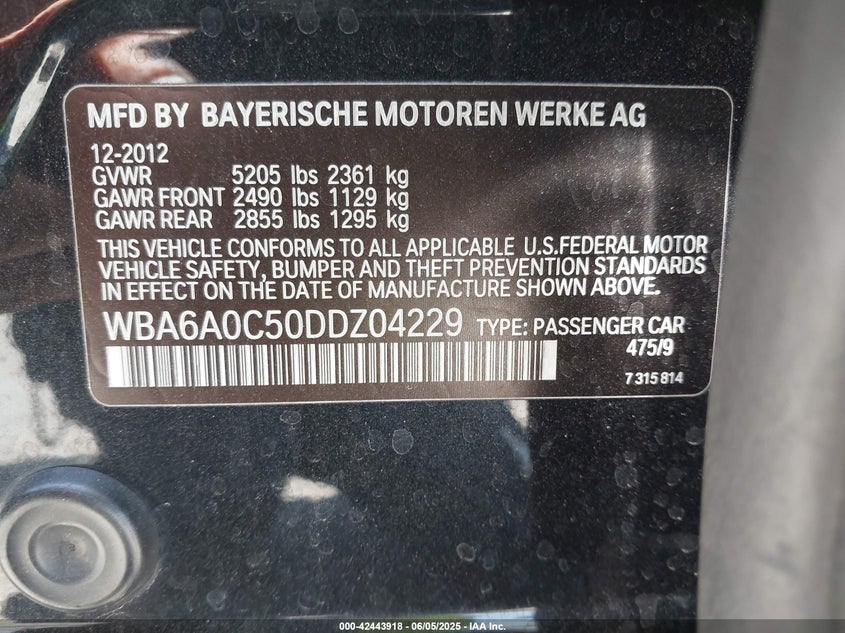 MFD BY BAYERISCHE MOTOREN WERKE AG
12-2012
GVWR 5205 lbs 2361 kg
GAWR FRONT 2490 lbs 1129 kg
GAWR REAR 2855 lbs 1295 kg
THIS VEHICLE CONFORMS TO ALL APPLICABLE U.S.FEDERAL MOTOR
VEHICLE SAFETY, BUMPER AND THEFT PREVENTION STANDARDS
IN EFFECT ON THE DATE OF MANUFACTURE SHOWN ABOVE.
WBA6A0C50DDZ04229 TYPE: PASSENGER CAR
475/9
7 315 814
000-42443918 - 06/05/2025 - IAA Inc.